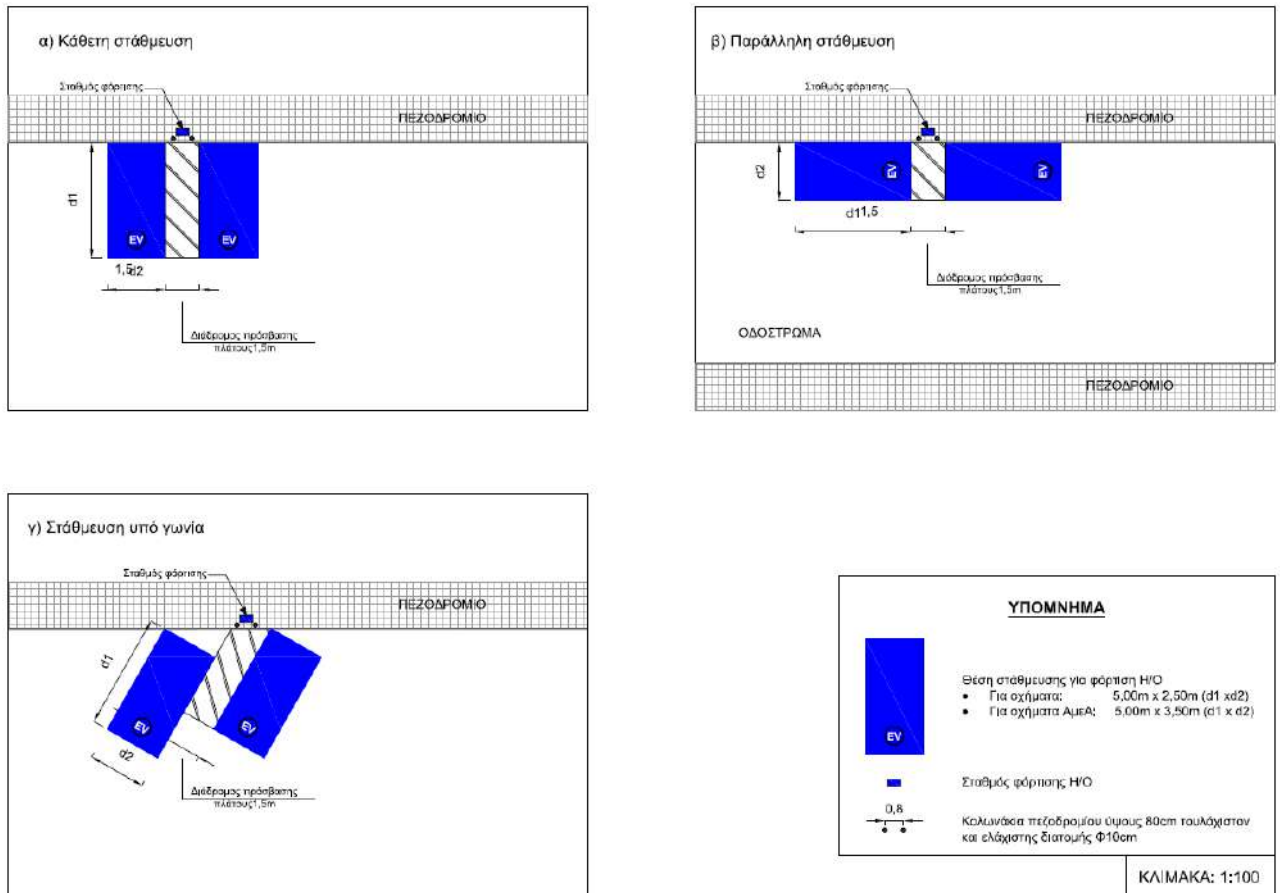 α) Κάθετη στάθμευση
Σταθμός φόρτισης
ΠΕΖΟΔΡΟΜΙΟ
d1
EV
EV
1,5
d2
Διάδρομος πρόσβασης
πλάτους1,5m
β) Παράλληλη στάθμευση
Σταθμός φόρτισης
ΠΕΖΟΔΡΟΜΙΟ
d2
EV
EV
d1
1,5
Διάδρομος πρόσβασης
πλάτους1,5m
ΟΔΟΣΤΡΩΜΑ
ΠΕΖΟΔΡΟΜΙΟ
γ) Στάθμευση υπό γωνία
Σταθμός φόρτισης
ΠΕΖΟΔΡΟΜΙΟ
d1
EV
EV
d2
Διάδρομος πρόσβασης
πλάτους1,5m
ΥΠΟΜΝΗΜΑ
Θέση στάθμευσης για φόρτιση Η/Ο
• Για οχήματα: 5,00m x 2,50m (d1 xd2)
• Για οχήματα ΑμεΑ: 5,00m x 3,50m (d1 x d2)
EV
Σταθμός φόρτισης Η/Ο
0,8
Κολωνάκια πεζοδρομίου ύψους 80cm τουλάχιστον
και ελάχιστης διατομής Φ10cm
ΚΛΙΜΑΚΑ: 1:100